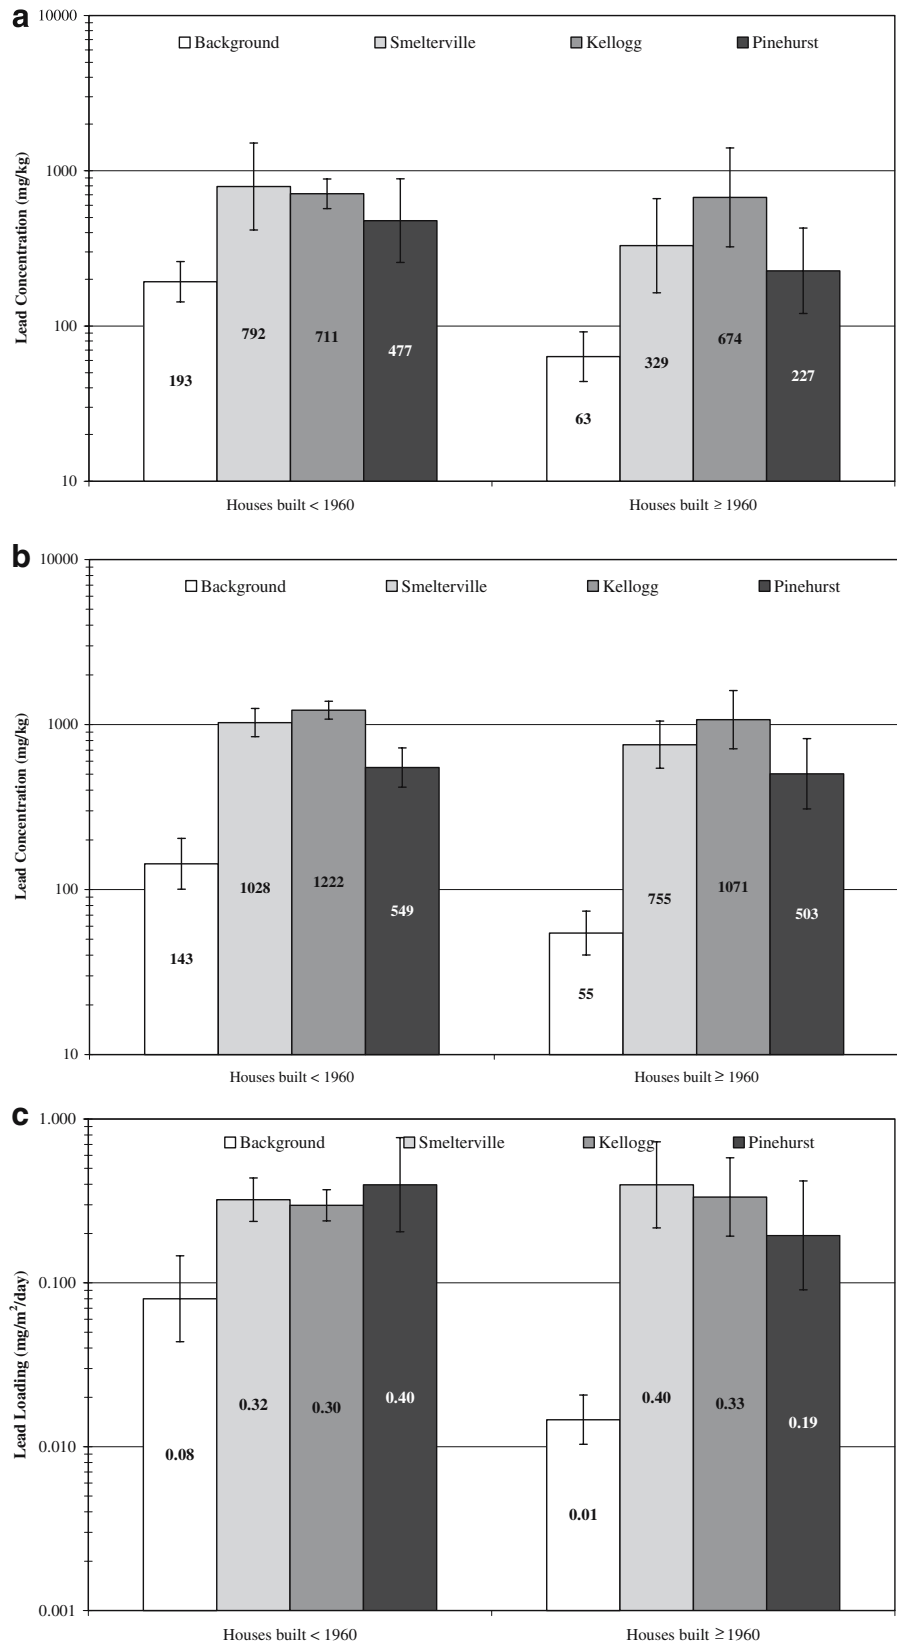 a
10000
Background Smelterville Kellogg Pinehurst
1000
100
10
Lead Concentration (mg/kg)
193
792
711
477
63
329
674
227
Houses built < 1960
Houses built ≥ 1960
b
10000
Background Smelterville Kellogg Pinehurst
1000
100
10
Lead Concentration (mg/kg)
143
1028
1222
549
55
755
1071
503
Houses built < 1960
Houses built ≥ 1960
c
1.000
Background Smelterville Kellogg Pinehurst
0.100
0.010
0.001
Lead Loading (mg/m²/day)
0.08
0.32
0.30
0.40
0.01
0.40
0.33
0.19
Houses built < 1960
Houses built ≥ 1960